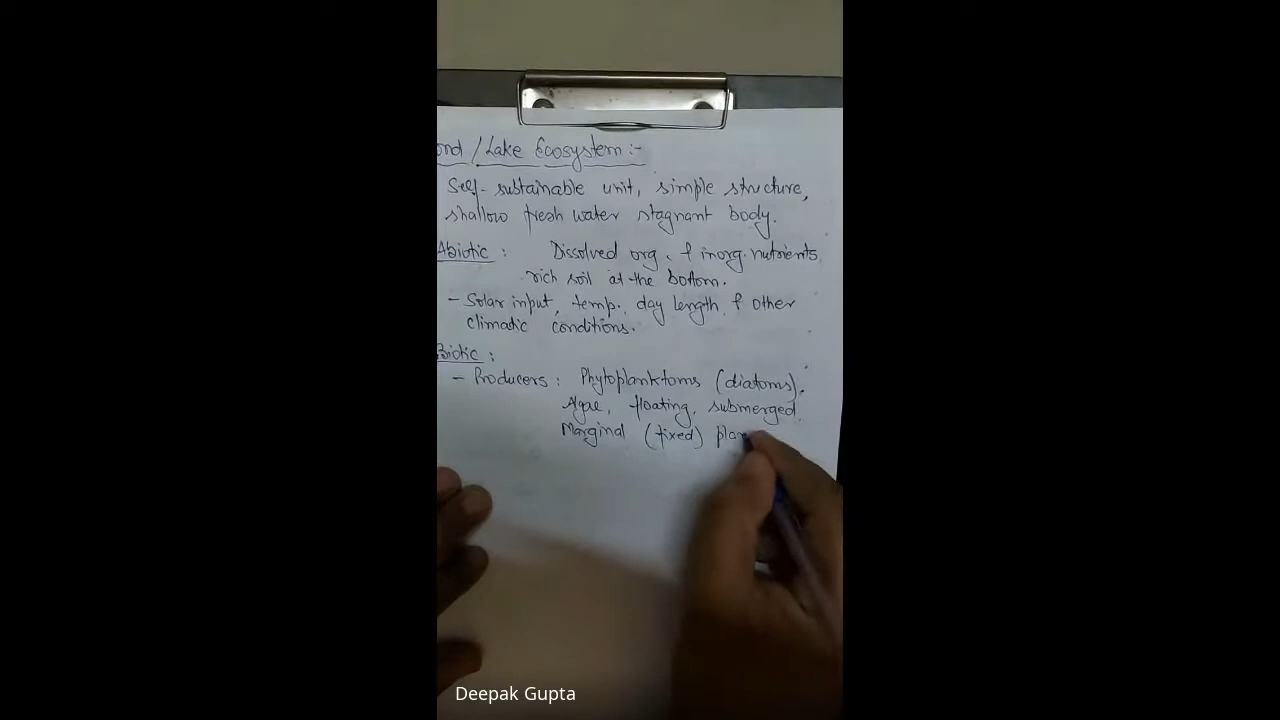 ond / Lake Ecosystem :-
Self-sustainable unit, simple structure,
shallow fresh water stagnant body.
Abiotic : Dissolved org. & inorg. nutrients,
rich soil at the bottom.
- Solar input, temp., day length, & other
climatic conditions.
Biotic :
- Producers : Phytoplanktoms (diatoms),
Algae, floating, submerged,
Marginal (fixed) plan
Deepak Gupta